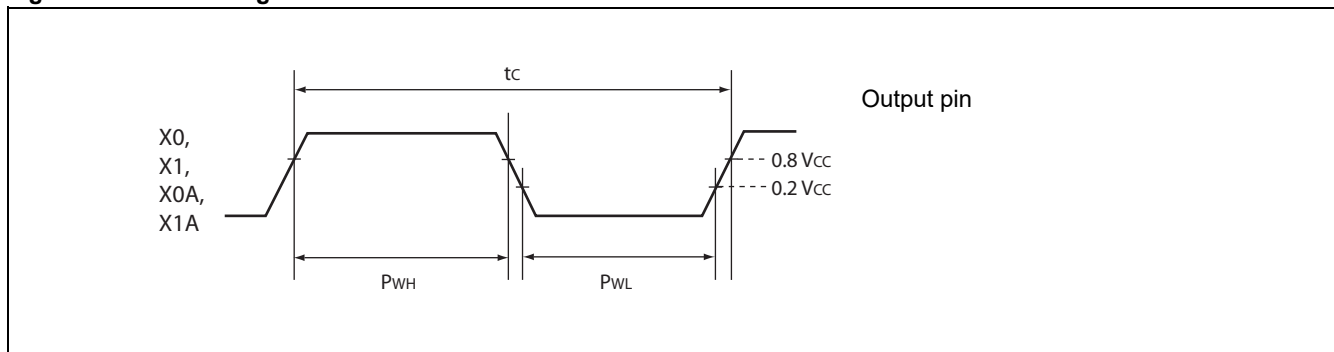 tC
Output pin
X0,
X1,
X0A,
X1A
0.8 VCC
0.2 VCC
PWH
PWL